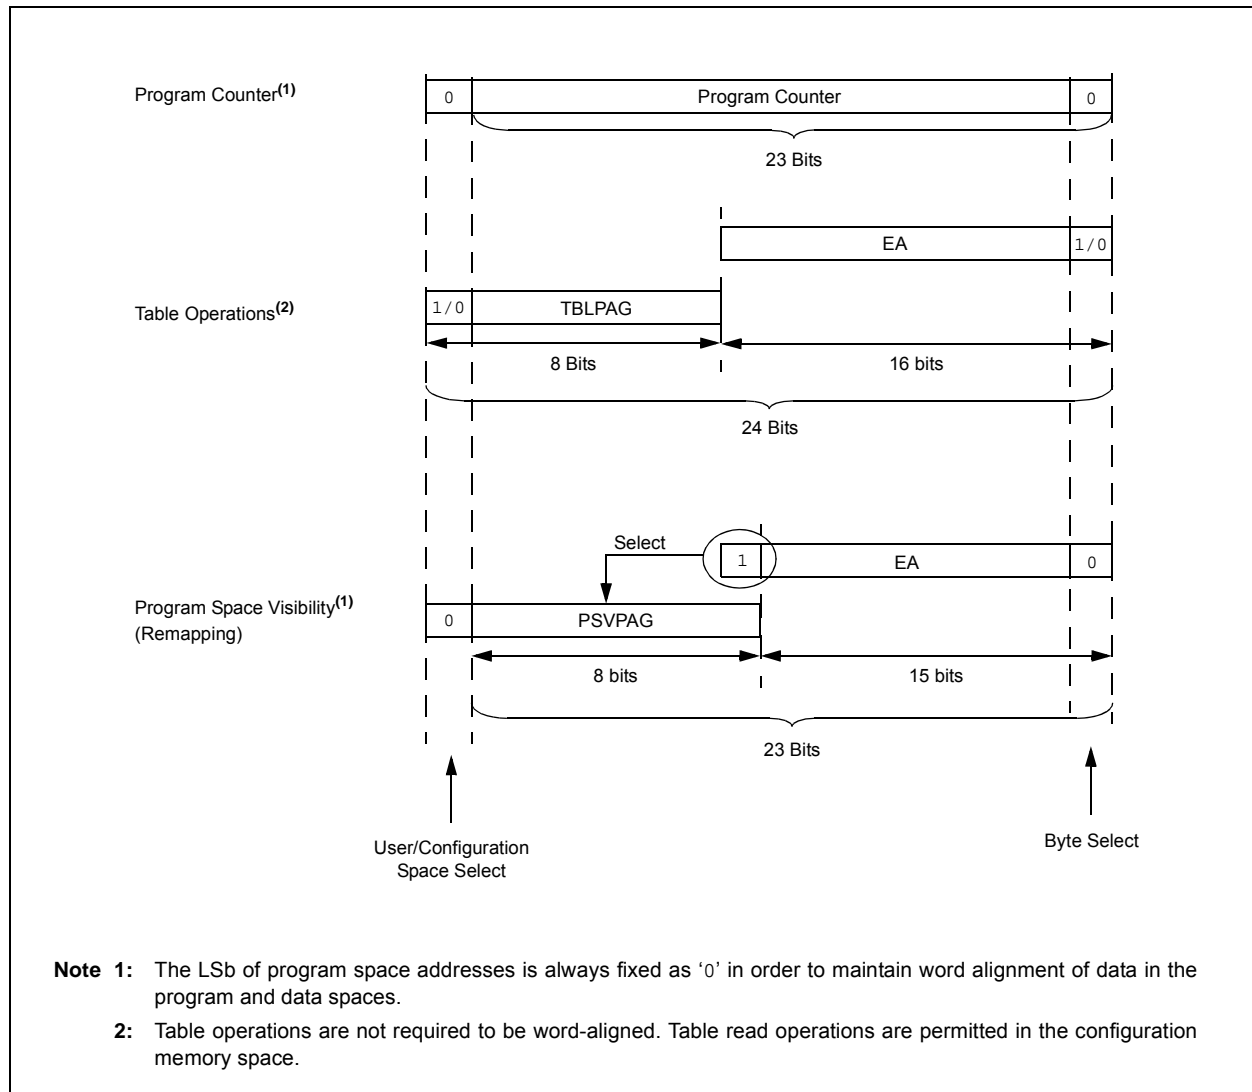 Program Counter(1)
0
Program Counter
0
23 Bits
EA
1/0
Table Operations(2)
1/0
TBLPAG
8 Bits
16 bits
24 Bits
Select
1
EA
0
Program Space Visibility(1)
(Remapping)
0
PSVPAG
8 bits
15 bits
23 Bits
User/Configuration
Space Select
Byte Select
Note 1: The LSb of program space addresses is always fixed as ‘0’ in order to maintain word alignment of data in the
program and data spaces.
2: Table operations are not required to be word-aligned. Table read operations are permitted in the configuration
memory space.